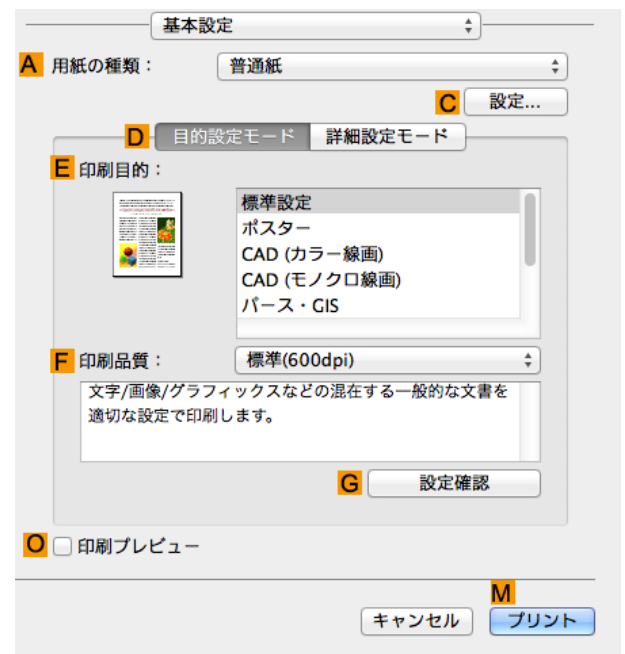 基本設定
A 用紙の種類： 普通紙
C 設定...
D 目的設定モード 詳細設定モード
E 印刷目的：
標準設定
ポスター
CAD (カラー線画)
CAD (モノクロ線画)
パース・GIS
F 印刷品質： 標準(600dpi)
文字/画像/グラフィックスなどの混在する一般的な文書を
適切な設定で印刷します。
G 設定確認
O 印刷プレビュー
M
キャンセル プリント